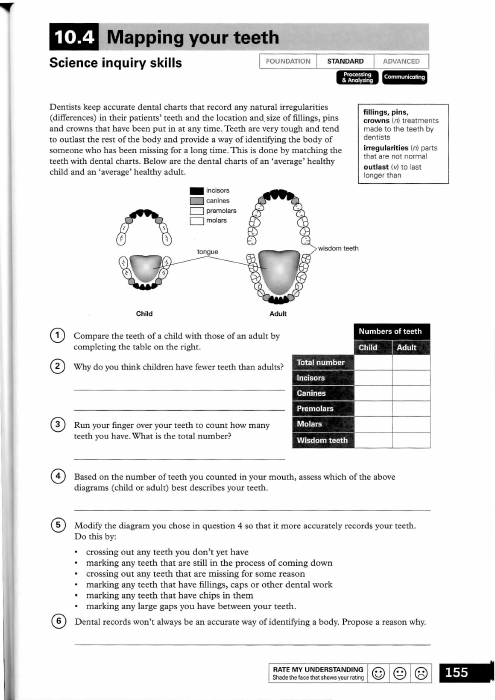 10.4 Mapping your teeth
Science inquiry skills
FOUNDATION STANDARD ADVANCED
Processing & Analysing Communicating
Dentists keep accurate dental charts that record any natural irregularities
(differences) in their patients' teeth and the location and size of fillings, pins
and crowns that have been put in at any time. Teeth are very tough and tend
to outlast the rest of the body and provide a way of identifying the body of
someone who has been missing for a long time. This is done by matching the
teeth with dental charts. Below are the dental charts of an 'average' healthy
child and an 'average' healthy adult.
fillings, pins,
crowns (n) treatments
made to the teeth by
dentists
irregularities (n) parts
that are not normal
outlast (v) to last
longer than
incisors
canines
premolars
molars
wisdom teeth
tongue
Child
Adult
1 Compare the teeth of a child with those of an adult by
completing the table on the right.
2 Why do you think children have fewer teeth than adults?
3 Run your finger over your teeth to count how many
teeth you have. What is the total number?
Numbers of teeth
Child Adult
Total number
Incisors
Canines
Premolars
Molars
Wisdom teeth
4 Based on the number of teeth you counted in your mouth, assess which of the above
diagrams (child or adult) best describes your teeth.
5 Modify the diagram you chose in question 4 so that it more accurately records your teeth.
Do this by:
• crossing out any teeth you don't yet have
• marking any teeth that are still in the process of coming down
• crossing out any teeth that are missing for some reason
• marking any teeth that have fillings, caps or other dental work
• marking any teeth that have chips in them
• marking any large gaps you have between your teeth.
6 Dental records won't always be an accurate way of identifying a body. Propose a reason why.
RATE MY UNDERSTANDING
Shade the face that shows your rating
155